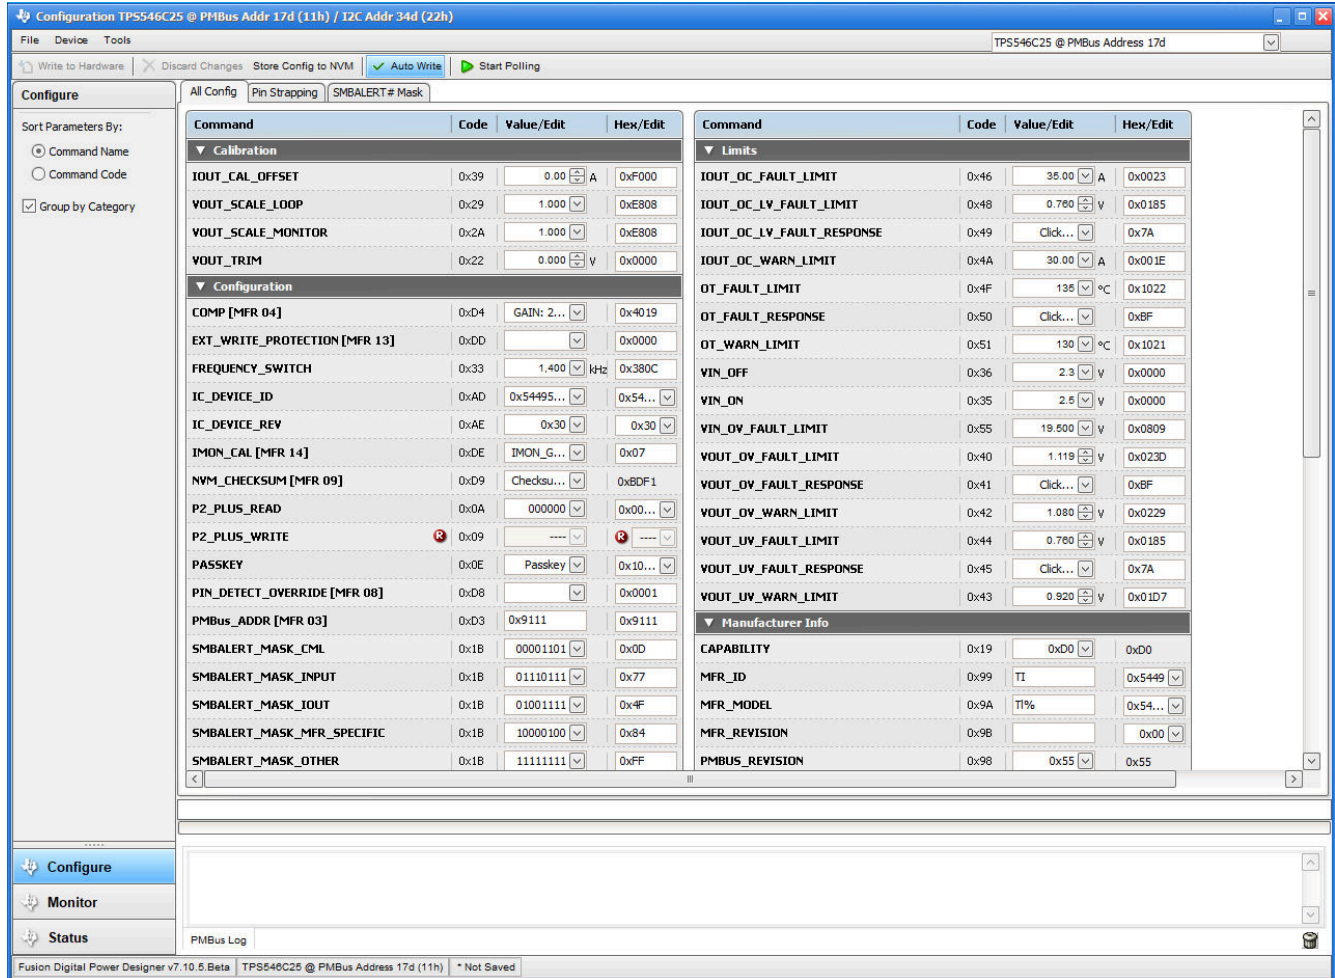 Configuration TPS546C25 @ PMBus Addr 17d (11h) / I2C Addr 34d (22h)
File Device Tools
TPS546C25 @ PMBus Address 17d
Write to Hardware Discard Changes Store Config to NVM Auto Write Start Polling
Configure
Sort Parameters By:
Command Name
Command Code
Group by Category
All Config Pin Strapping SMBALERT# Mask
Command Code Value/Edit Hex/Edit
Calibration
IOUT_CAL_OFFSET 0x39 0.00 A 0xF000
VOUT_SCALE_LOOP 0x29 1.000 0xE808
VOUT_SCALE_MONITOR 0x2A 1.000 0xE808
VOUT_TRIM 0x22 0.000 V 0x0000
Configuration
COMP [MFR 04] 0xD4 GAIN: 2... 0x4019
EXT_WRITE_PROTECTION [MFR 13] 0xDD 0x0000
FREQUENCY_SWITCH 0x33 1,400 kHz 0x380C
IC_DEVICE_ID 0xAD 0x54495... 0x54...
IC_DEVICE_REV 0xAE 0x30 0x30
IMON_CAL [MFR 14] 0xDE IMON_G... 0x07
NVM_CHECKSUM [MFR 09] 0xD9 Checksu... 0xBDF1
P2_PLUS_READ 0x0A 000000 0x00...
P2_PLUS_WRITE R 0x09 ---- R ----
PASSKEY 0x0E Passkey 0x10...
PIN_DETECT_OVERRIDE [MFR 08] 0xD8 0x0001
PMBus_ADDR [MFR 03] 0xD3 0x9111 0x9111
SMBALERT_MASK_CML 0x1B 00001101 0x0D
SMBALERT_MASK_INPUT 0x1B 01110111 0x77
SMBALERT_MASK_IOUT 0x1B 01001111 0x4F
SMBALERT_MASK_MFR_SPECIFIC 0x1B 10000100 0x84
SMBALERT_MASK_OTHER 0x1B 11111111 0xFF
Command Code Value/Edit Hex/Edit
Limits
IOUT_OC_FAULT_LIMIT 0x46 35.00 A 0x0023
IOUT_OC_LV_FAULT_LIMIT 0x48 0.760 V 0x0185
IOUT_OC_LV_FAULT_RESPONSE 0x49 Click... 0x7A
IOUT_OC_WARN_LIMIT 0x4A 30.00 A 0x001E
OT_FAULT_LIMIT 0x4F 135 °C 0x1022
OT_FAULT_RESPONSE 0x50 Click... 0xBF
OT_WARN_LIMIT 0x51 130 °C 0x1021
VIN_OFF 0x36 2.3 V 0x0000
VIN_ON 0x35 2.5 V 0x0000
VIN_OV_FAULT_LIMIT 0x55 19.500 V 0x0809
VOUT_OV_FAULT_LIMIT 0x40 1.119 V 0x023D
VOUT_OV_FAULT_RESPONSE 0x41 Click... 0xBF
VOUT_OV_WARN_LIMIT 0x42 1.080 V 0x0229
VOUT_UV_FAULT_LIMIT 0x44 0.760 V 0x0185
VOUT_UV_FAULT_RESPONSE 0x45 Click... 0x7A
VOUT_UV_WARN_LIMIT 0x43 0.920 V 0x01D7
Manufacturer Info
CAPABILITY 0x19 0xD0 0xD0
MFR_ID 0x99 TI 0x5449
MFR_MODEL 0x9A TI% 0x54...
MFR_REVISION 0x9B 0x00
PMBUS_REVISION 0x98 0x55 0x55
Configure
Monitor
Status
PMBus Log
Fusion Digital Power Designer v7.10.5.Beta TPS546C25 @ PMBus Address 17d (11h) * Not Saved